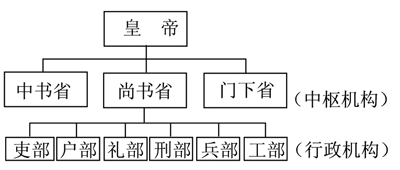 皇 帝
中书省 尚书省 门下省 (中枢机构)
吏部 户部 礼部 刑部 兵部 工部 (行政机构)